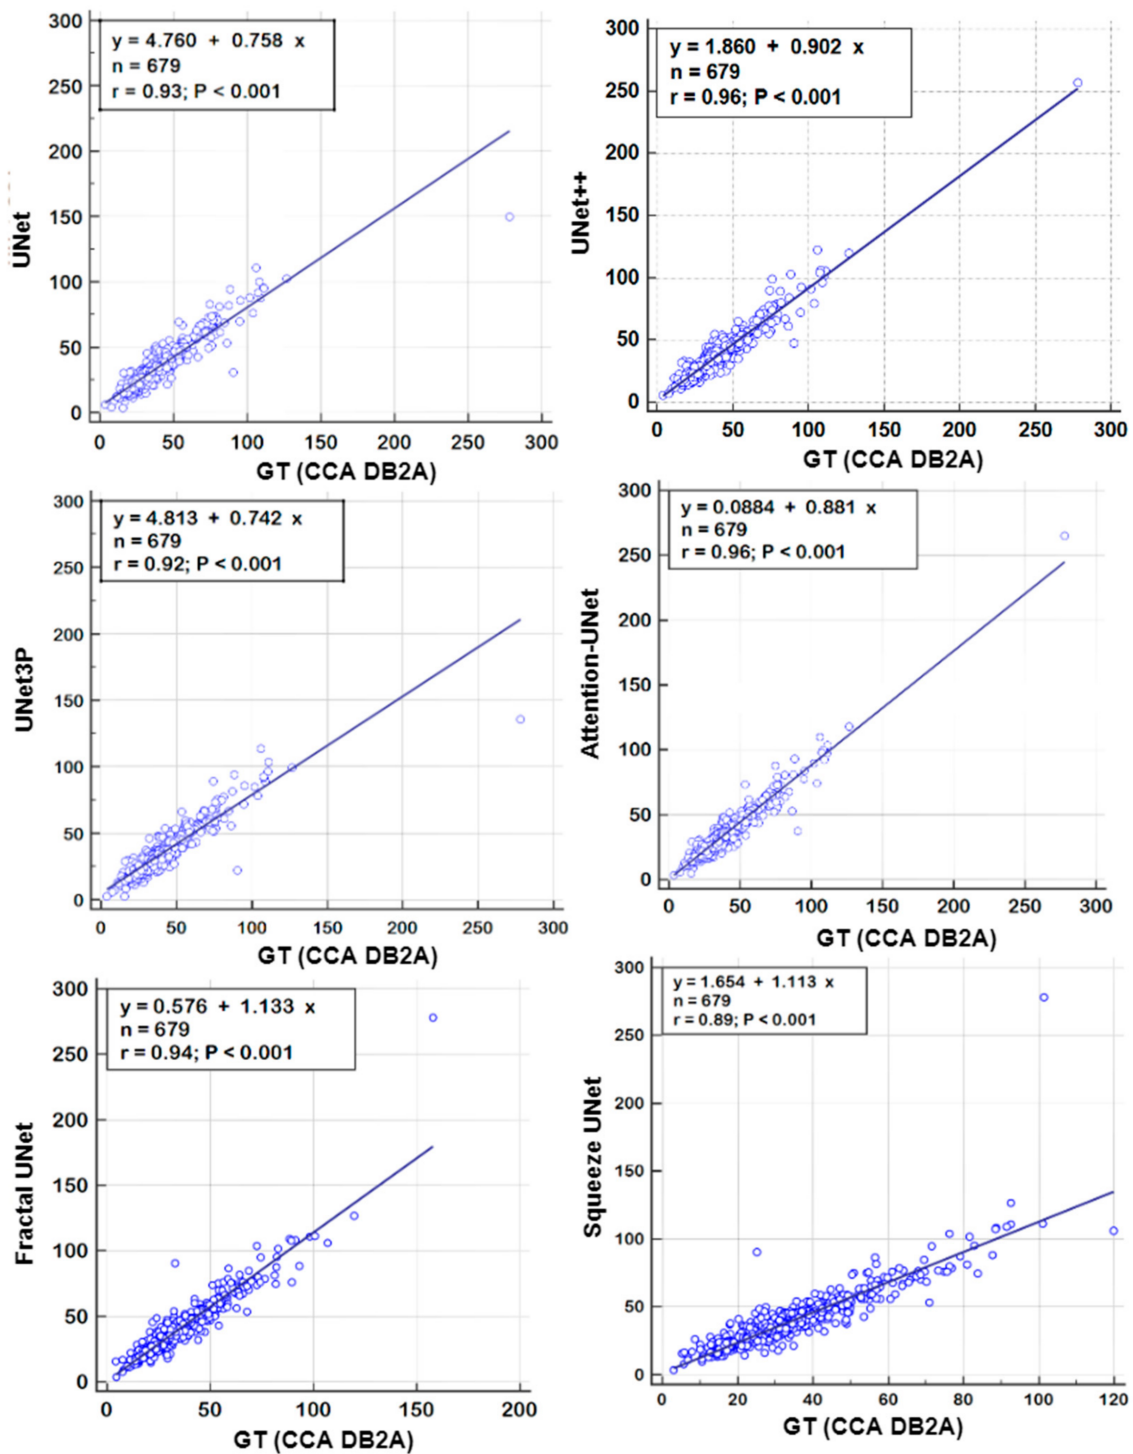 y = 4.760 + 0.758 x
n = 679
r = 0.93; P < 0.001
300
250
200
150
100
50
0
UNet
0 50 100 150 200 250 300
GT (CCA DB2A)
y = 1.860 + 0.902 x
n = 679
r = 0.96; P < 0.001
300
250
200
150
100
50
0
UNet++
0 50 100 150 200 250 300
GT (CCA DB2A)
y = 4.813 + 0.742 x
n = 679
r = 0.92; P < 0.001
300
250
200
150
100
50
0
UNet3P
0 50 100 150 200 250 300
GT (CCA DB2A)
y = 0.0884 + 0.881 x
n = 679
r = 0.96; P < 0.001
300
250
200
150
100
50
0
Attention-UNet
0 50 100 150 200 250 300
GT (CCA DB2A)
y = 0.576 + 1.133 x
n = 679
r = 0.94; P < 0.001
300
250
200
150
100
50
0
Fractal UNet
0 50 100 150 200
GT (CCA DB2A)
y = 1.654 + 1.113 x
n = 679
r = 0.89; P < 0.001
300
250
200
150
100
50
0
Squeeze UNet
20 40 60 80 100 120
GT (CCA DB2A)